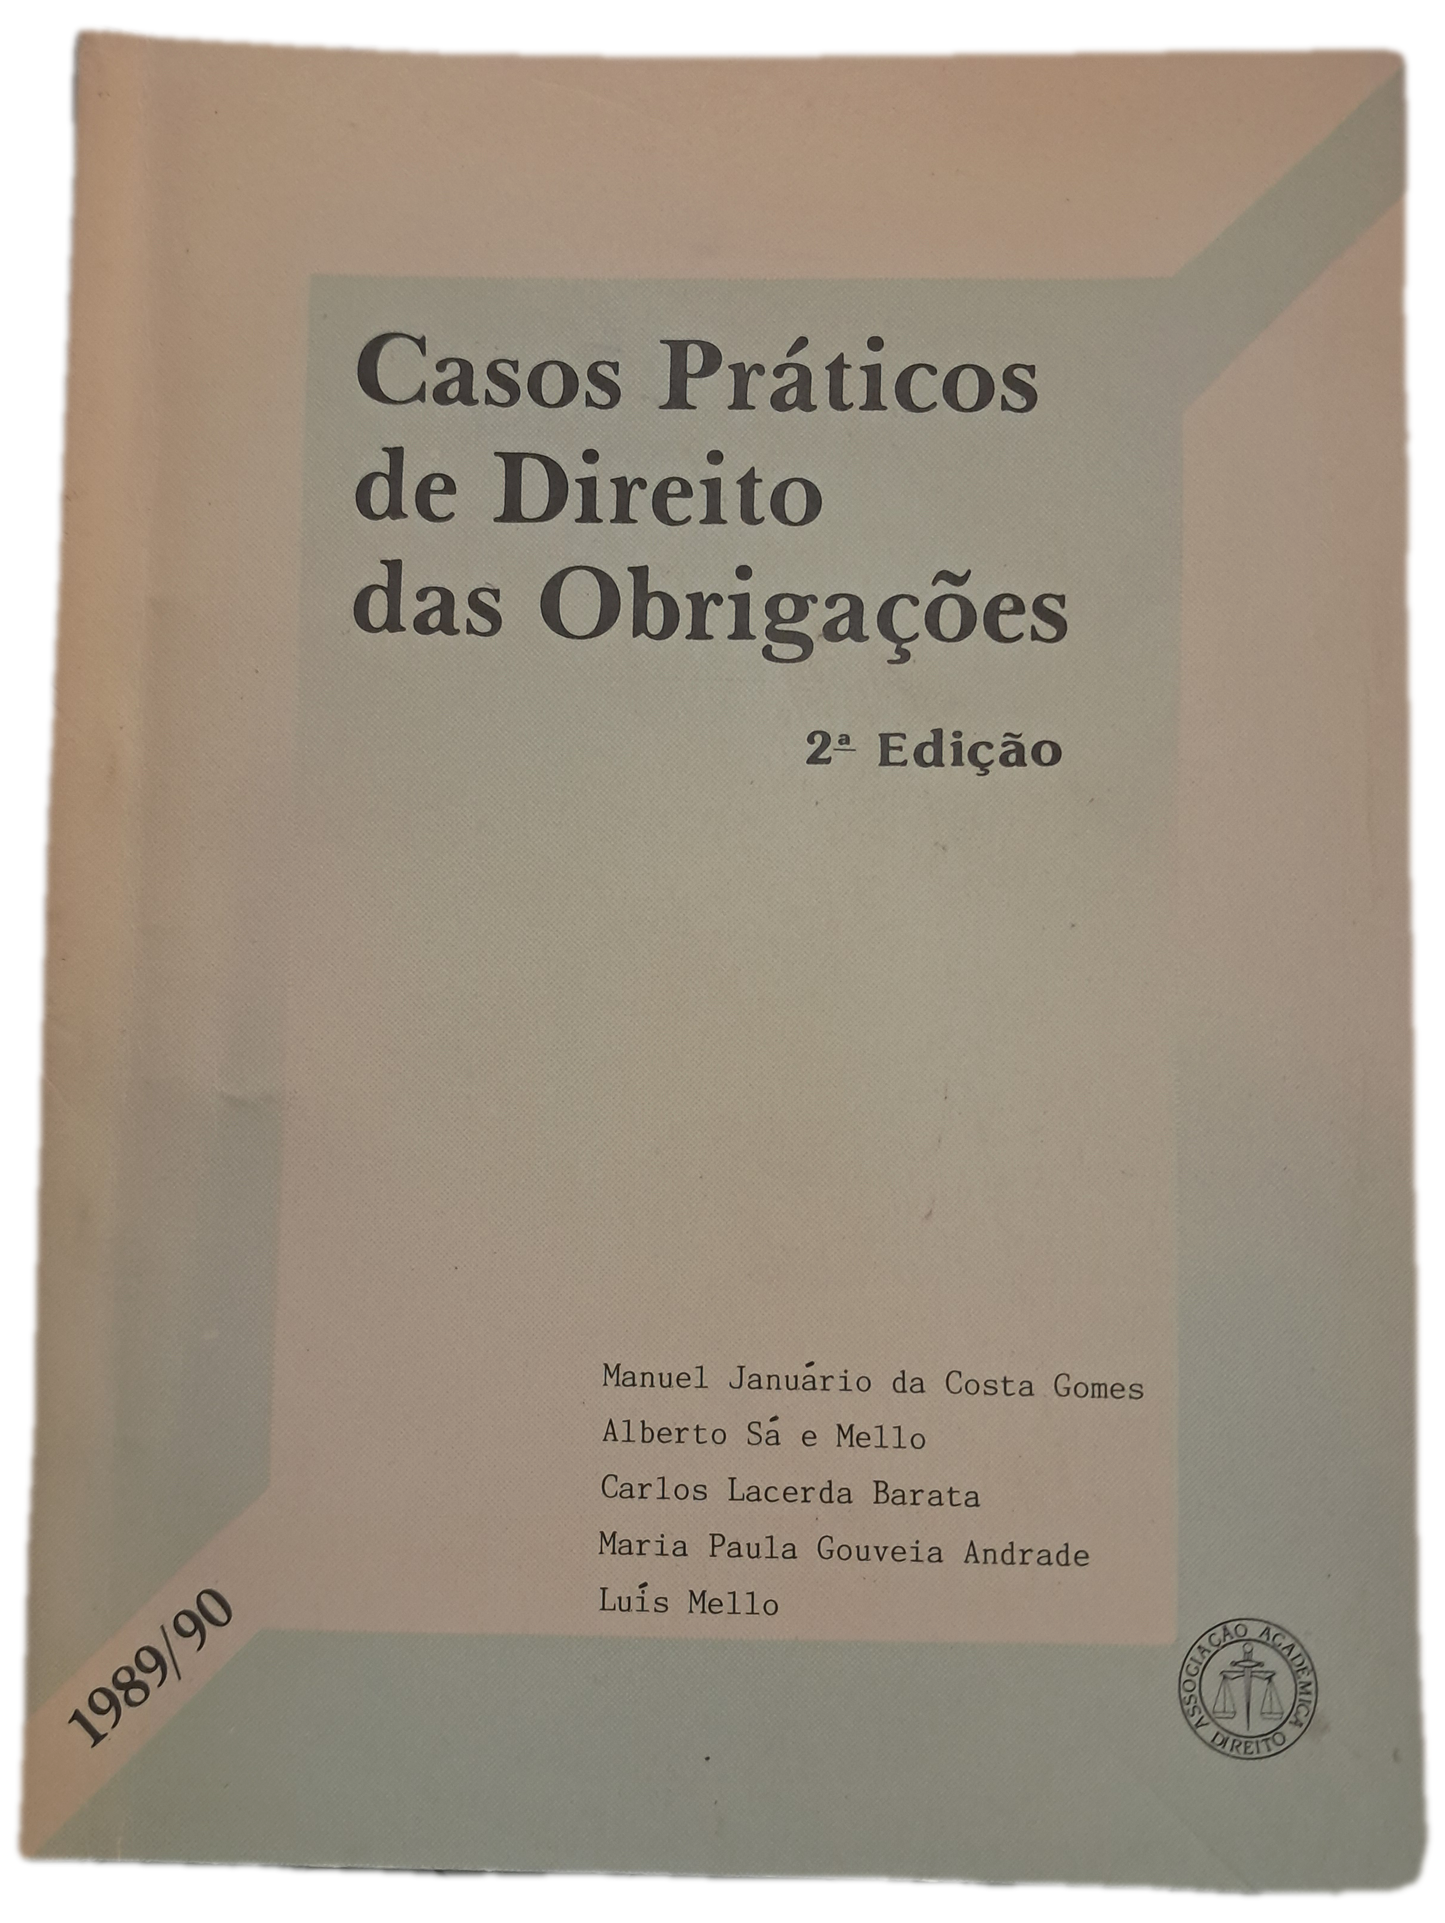 Casos Práticos
de Direito
das Obrigações
2ª Edição
Manuel Januário da Costa Gomes
Alberto Sá e Mello
Carlos Lacerda Barata
Maria Paula Gouveia Andrade
Luís Mello
1989/90
ASSOCIAÇÃO ACADÉMICA
DIREITO